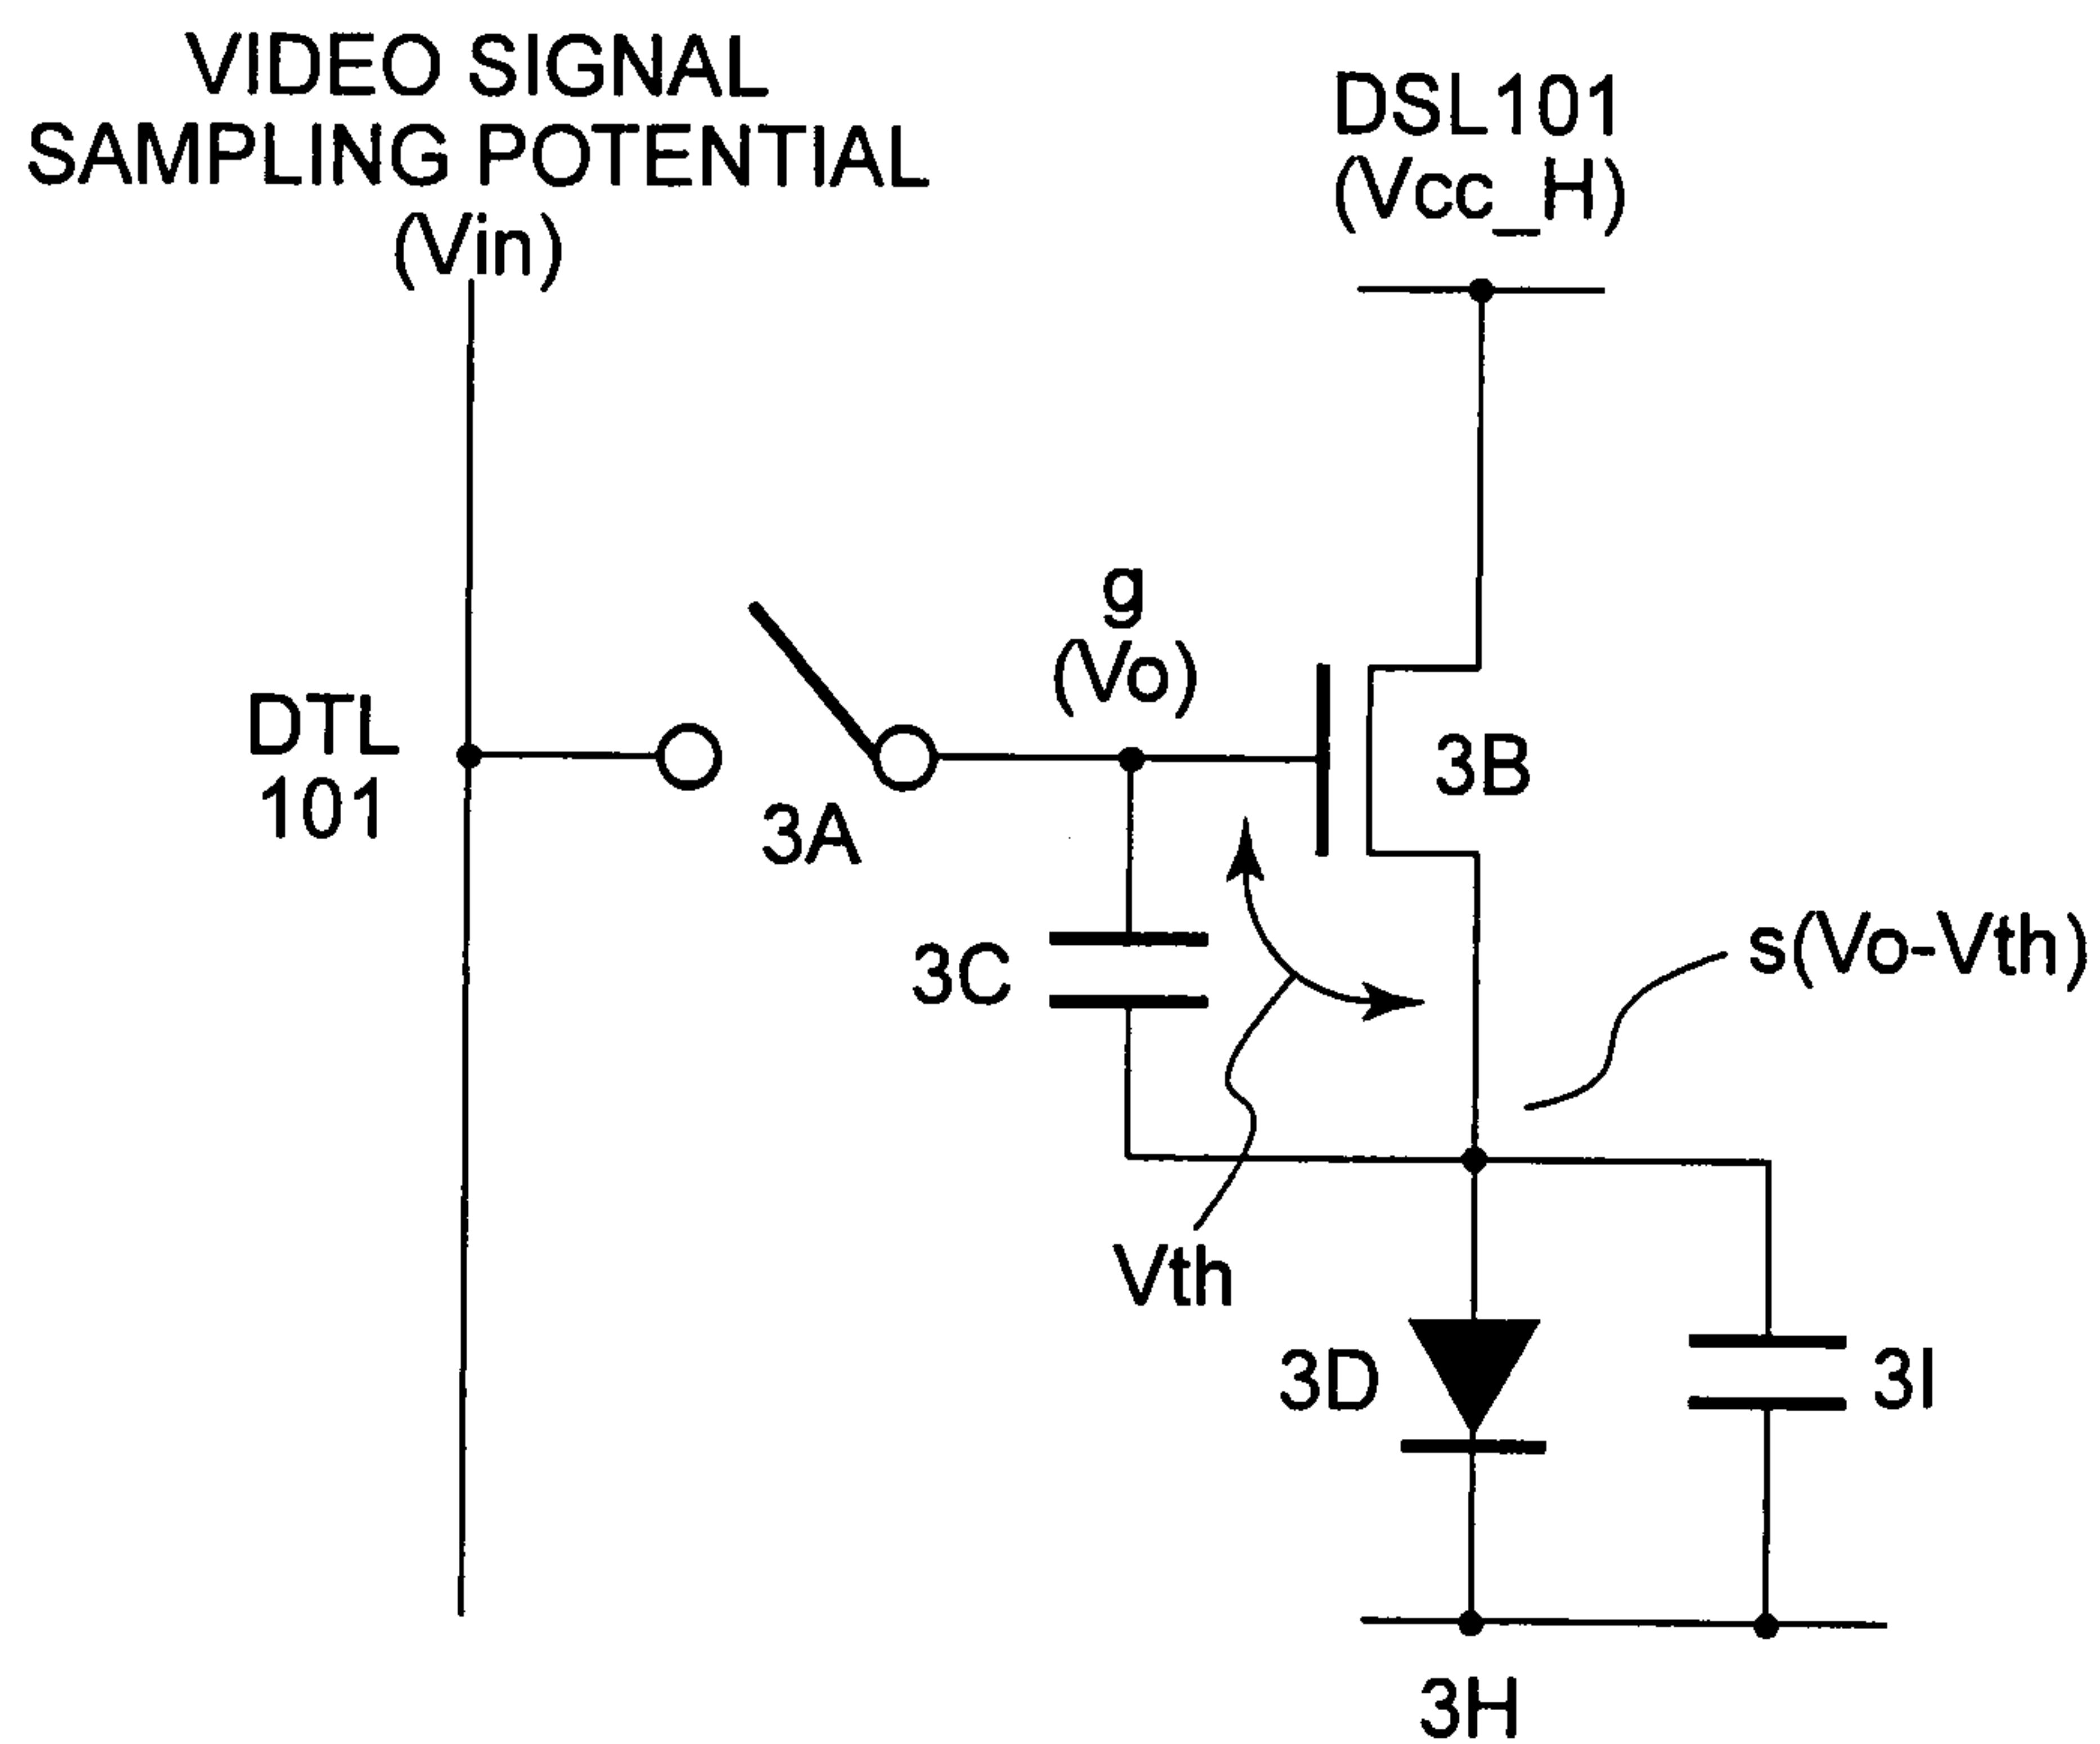 VIDEO SIGNAL
SAMPLING POTENTIAL
(Vin)
DSL101
(Vcc_H)
g
(Vo)
DTL
101
3A
3B
3C
s(Vo-Vth)
Vth
3D
3I
3H